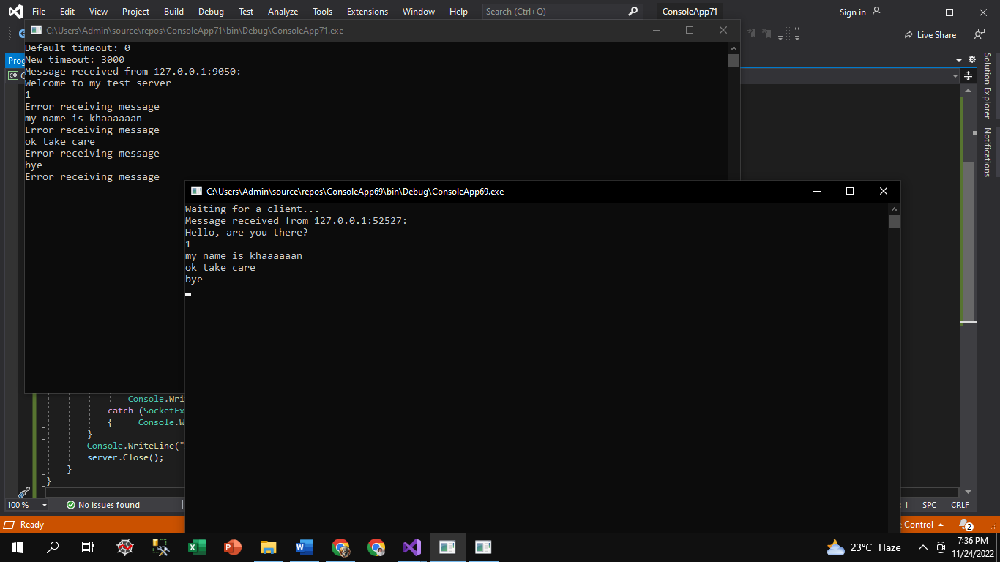 File Edit View Project Build Debug Test Analyze Tools Extensions Window Help Search (Ctrl+Q) ConsoleApp71 Sign in
Live Share
C:\Users\Admin\source\repos\ConsoleApp71\bin\Debug\ConsoleApp71.exe
Default timeout: 0
New timeout: 3000
Message received from 127.0.0.1:9050:
Welcome to my test server
1
Error receiving message
my name is khaaaaaan
Error receiving message
ok take care
Error receiving message
bye
Error receiving message
C:\Users\Admin\source\repos\ConsoleApp69\bin\Debug\ConsoleApp69.exe
Waiting for a client...
Message received from 127.0.0.1:52527:
Hello, are you there?
1
my name is khaaaaaan
ok take care
bye
Solution Explorer
Notifications
Console.Wri
catch (SocketEx
{ Console.W
}
Console.WriteLine("
server.Close();
}
}
100 % No issues found : 1 SPC CRLF
Ready Control 2
23°C Haze 7:36 PM
11/24/2022